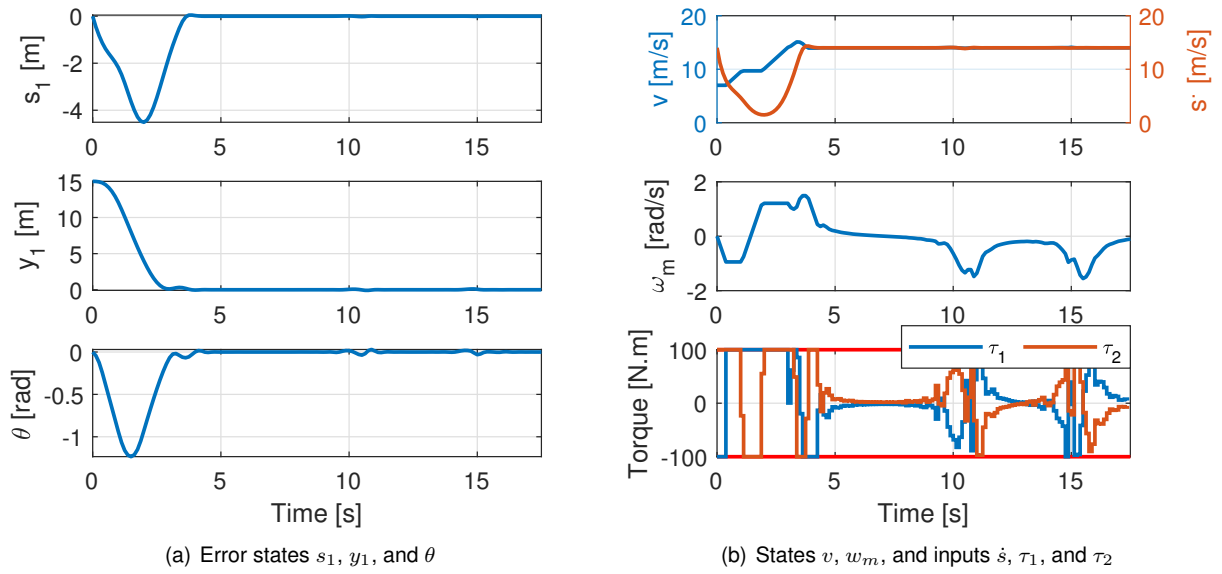 0
-2
-4
s₁ [m]
0 5 10 15
15
10
5
0
y₁ [m]
0 5 10 15
0
-0.5
-1
θ [rad]
0 5 10 15
Time [s]
(a) Error states s₁, y₁, and θ
20
10
0
v [m/s]
20
10
0
s. [m/s]
0 5 10 15
2
0
-2
ω_m [rad/s]
0 5 10 15
τ₁ τ₂
100
0
-100
Torque [N.m]
0 5 10 15
Time [s]
(b) States v, w_m, and inputs ṡ, τ₁, and τ₂